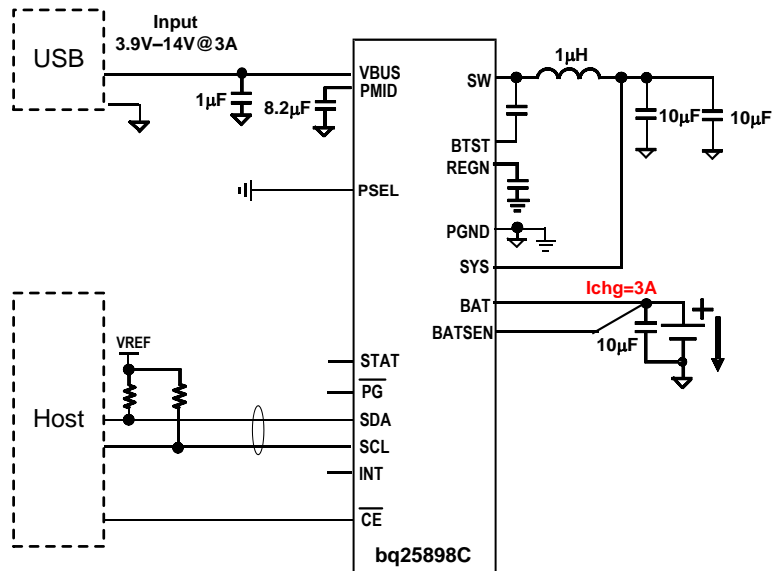 USB
Input
3.9V–14V@3A
1μF
8.2μF
VBUS
PMID
PSEL
SW
1μH
BTST
REGN
10μF
10μF
PGND
SYS
Ichg=3A
BAT
BATSEN
10μF
+
VREF
Host
STAT
PG
SDA
SCL
INT
CE
bq25898C